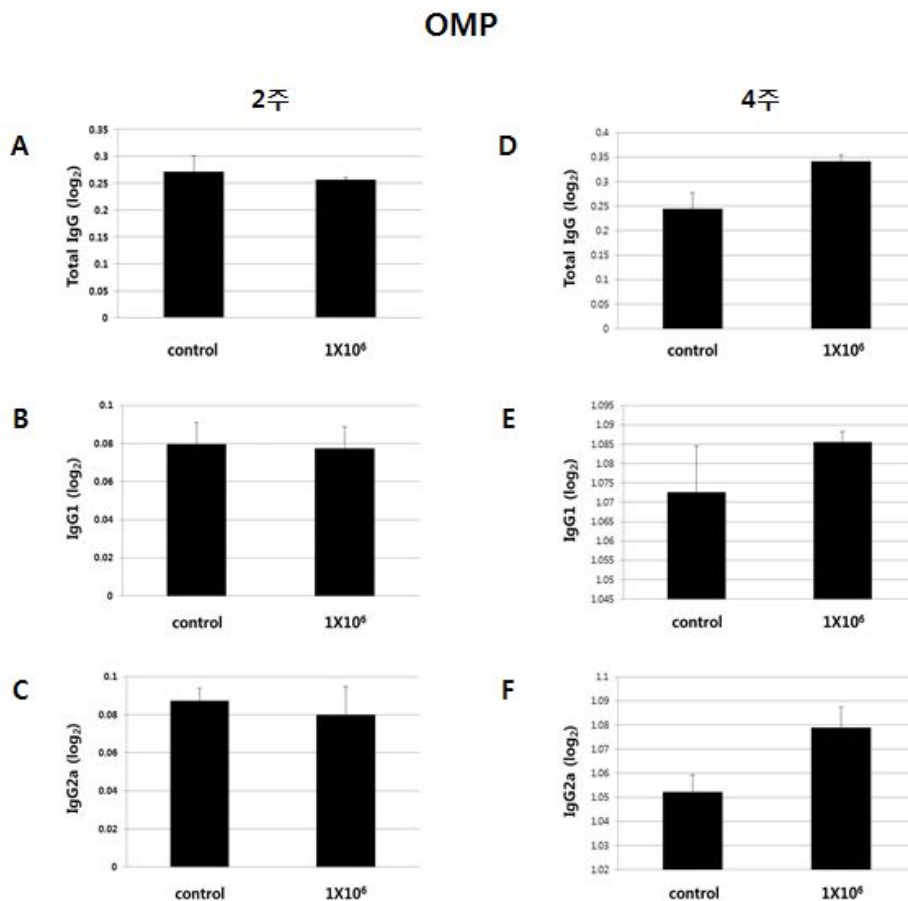 OMP
2주
4주
A
Total IgG (log₂)
0.35
0.3
0.25
0.2
0.15
0.1
0.05
0
control
1X10⁶
D
Total IgG (log₂)
0.4
0.35
0.3
0.25
0.2
0.15
0.1
0.05
0
control
1X10⁶
B
IgG1 (log₂)
0.1
0.08
0.06
0.04
0.02
0
control
1X10⁶
E
IgG1 (log₂)
1.095
1.09
1.085
1.08
1.075
1.07
1.065
1.06
1.055
1.05
1.045
control
1X10⁶
C
IgG2a (log₂)
0.1
0.08
0.06
0.04
0.02
0
control
1X10⁶
F
IgG2a (log₂)
1.1
1.09
1.08
1.07
1.06
1.05
1.04
1.03
1.02
control
1X10⁶